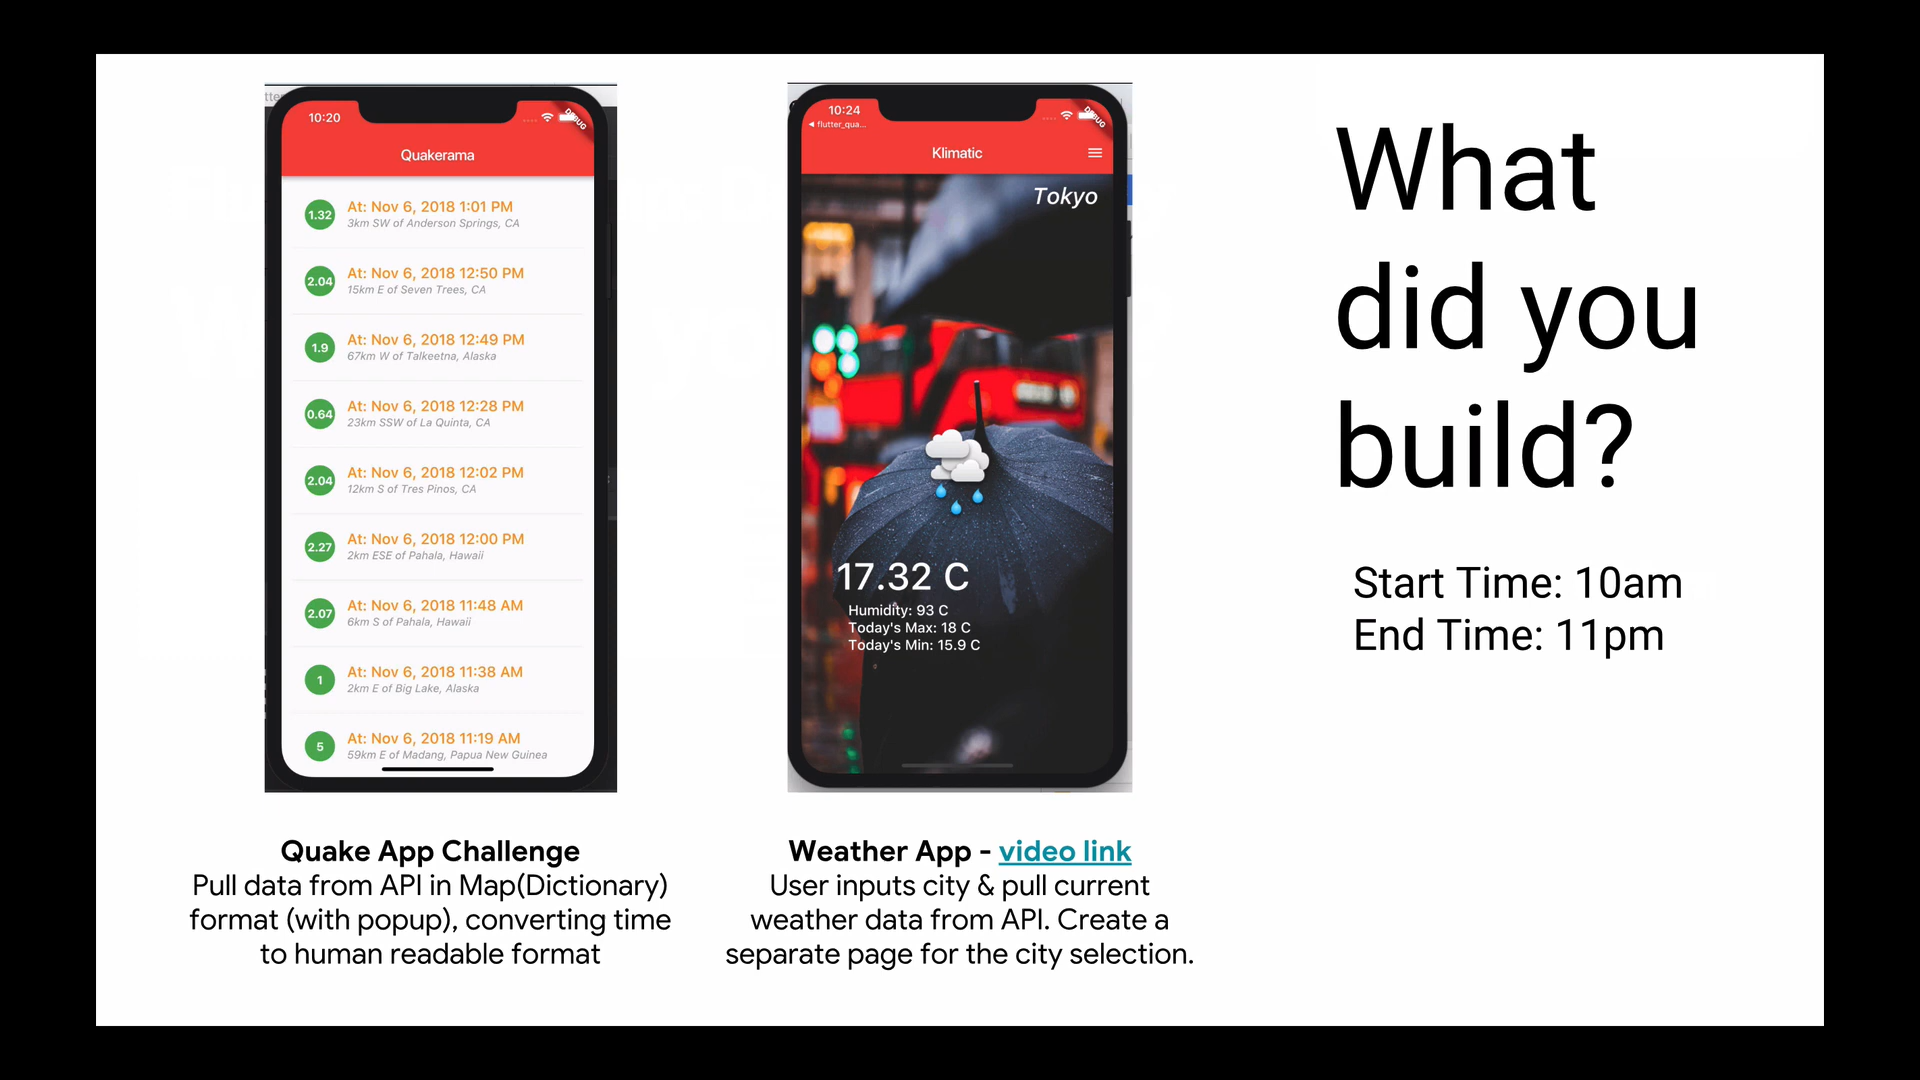 10:20
DEBUG
Quakerama
1.32
At: Nov 6, 2018 1:01 PM
3km SW of Anderson Springs, CA
2.04
At: Nov 6, 2018 12:50 PM
15km E of Seven Trees, CA
1.9
At: Nov 6, 2018 12:49 PM
67km W of Talkeetna, Alaska
0.64
At: Nov 6, 2018 12:28 PM
23km SSW of La Quinta, CA
2.04
At: Nov 6, 2018 12:02 PM
12km S of Tres Pinos, CA
2.27
At: Nov 6, 2018 12:00 PM
2km ESE of Pahala, Hawaii
2.07
At: Nov 6, 2018 11:48 AM
6km S of Pahala, Hawaii
1
At: Nov 6, 2018 11:38 AM
2km E of Big Lake, Alaska
5
At: Nov 6, 2018 11:19 AM
59km E of Madang, Papua New Guinea
Quake App Challenge
Pull data from API in Map(Dictionary)
format (with popup), converting time
to human readable format
10:24
flutter_qua...
DEBUG
Klimatic
Tokyo
17.32 C
Humidity: 93 C
Today's Max: 18 C
Today's Min: 15.9 C
Weather App - video link
User inputs city & pull current
weather data from API. Create a
separate page for the city selection.
What
did you
build?
Start Time: 10am
End Time: 11pm